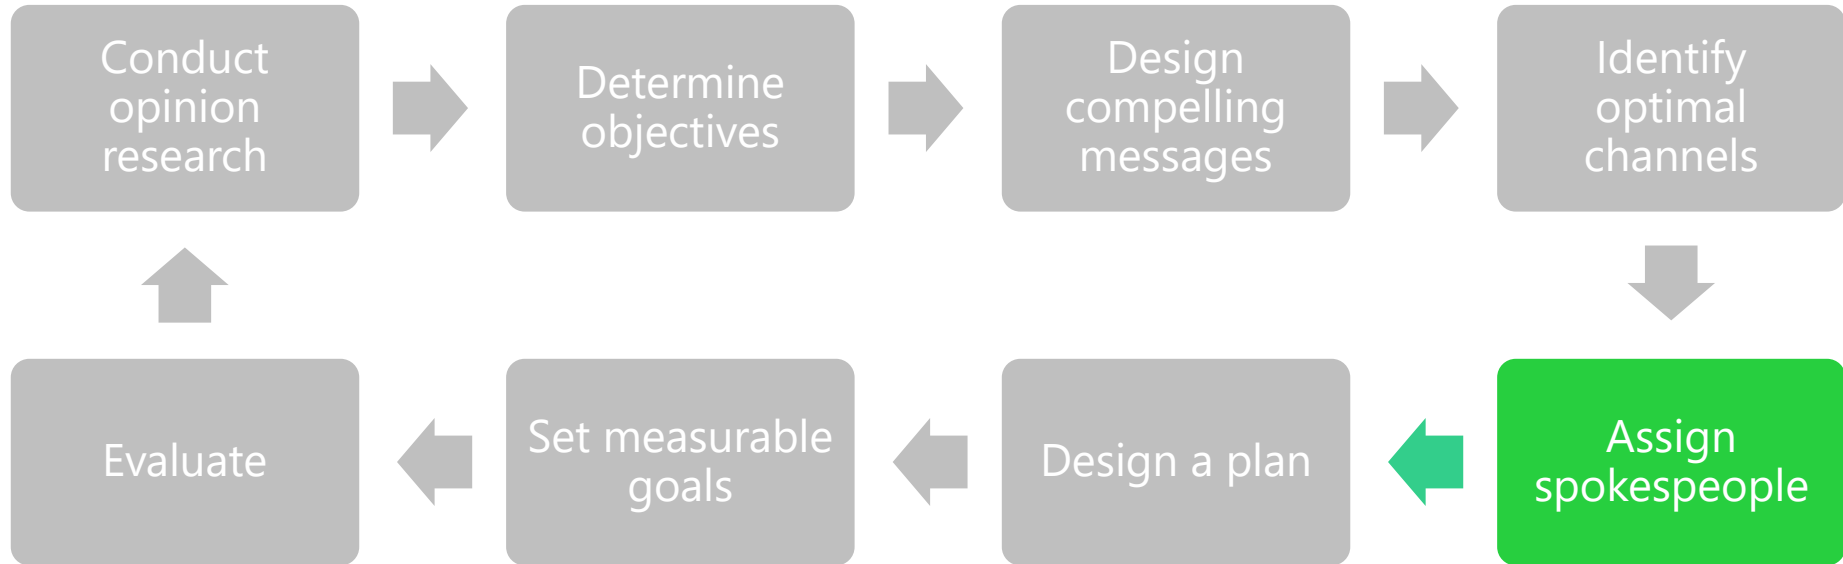 Conduct
opinion
research
Determine
objectives
Design
compelling
messages
Identify
optimal
channels
Assign
spokespeople
Design a plan
Set measurable
goals
Evaluate